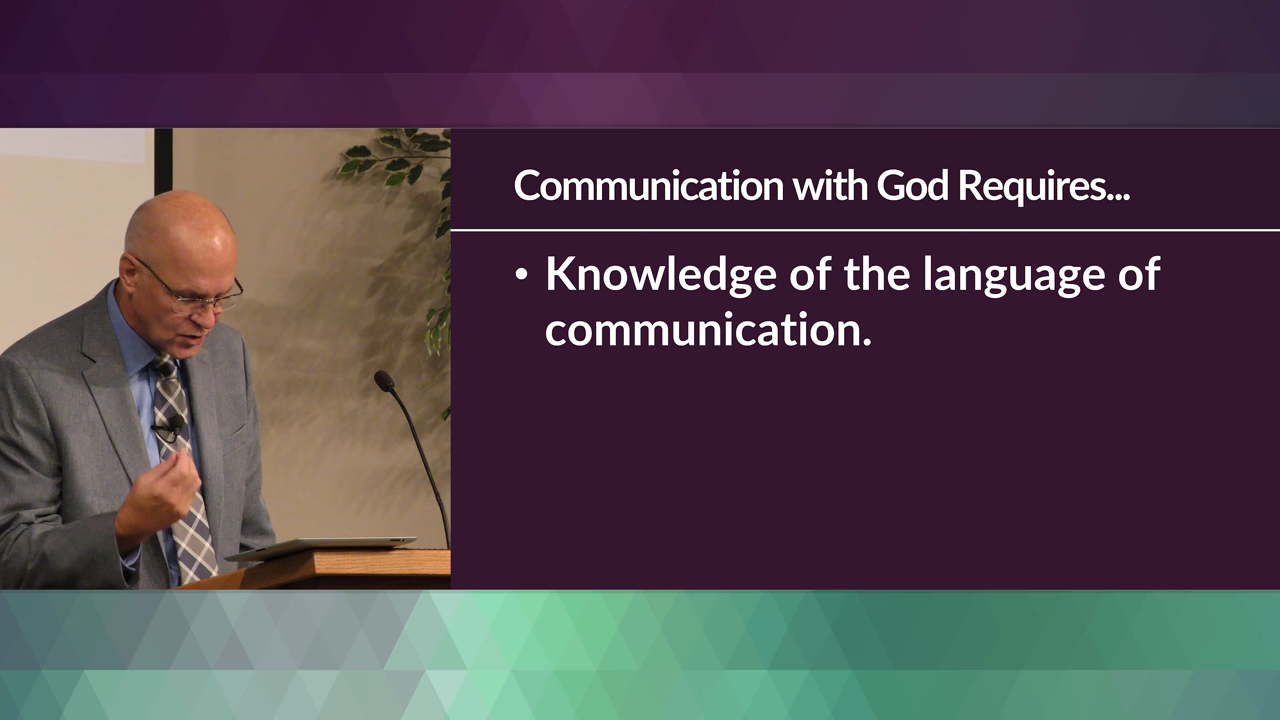 Communication with God Requires...
• Knowledge of the language of
communication.